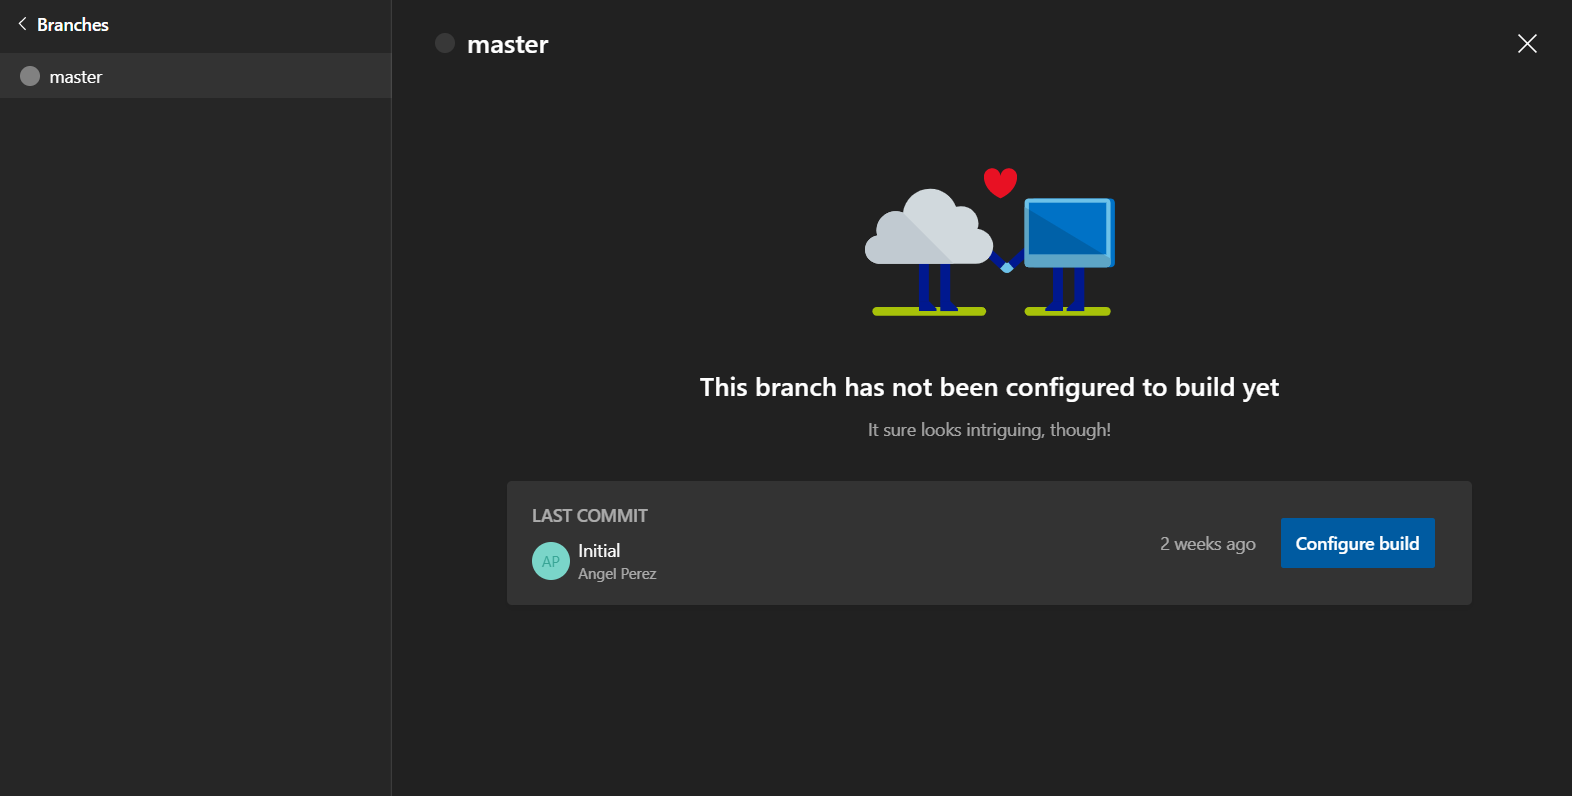 Branches
master
master
This branch has not been configured to build yet
It sure looks intriguing, though!
LAST COMMIT
AP
Initial
Angel Perez
2 weeks ago
Configure build